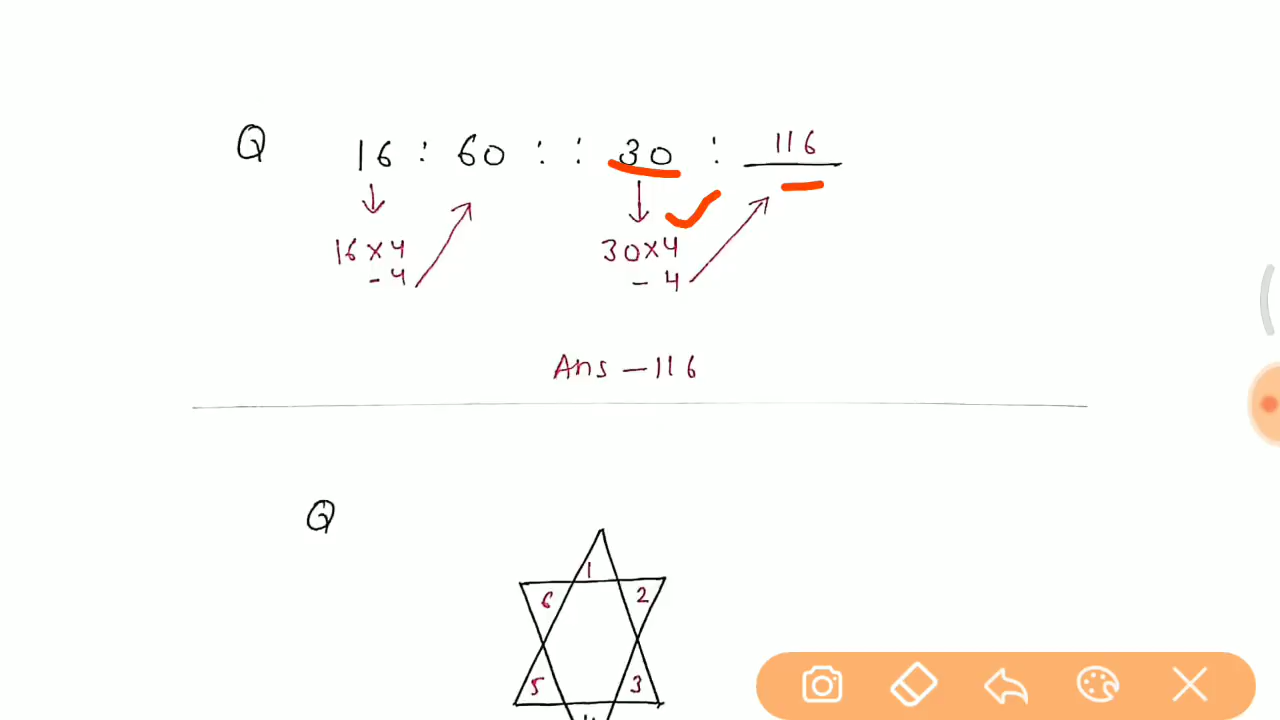 Q 16 : 60 : : 30 : 116
16×4 30×4
-4 -4
Ans - 116
Q
1
6 2
5 3